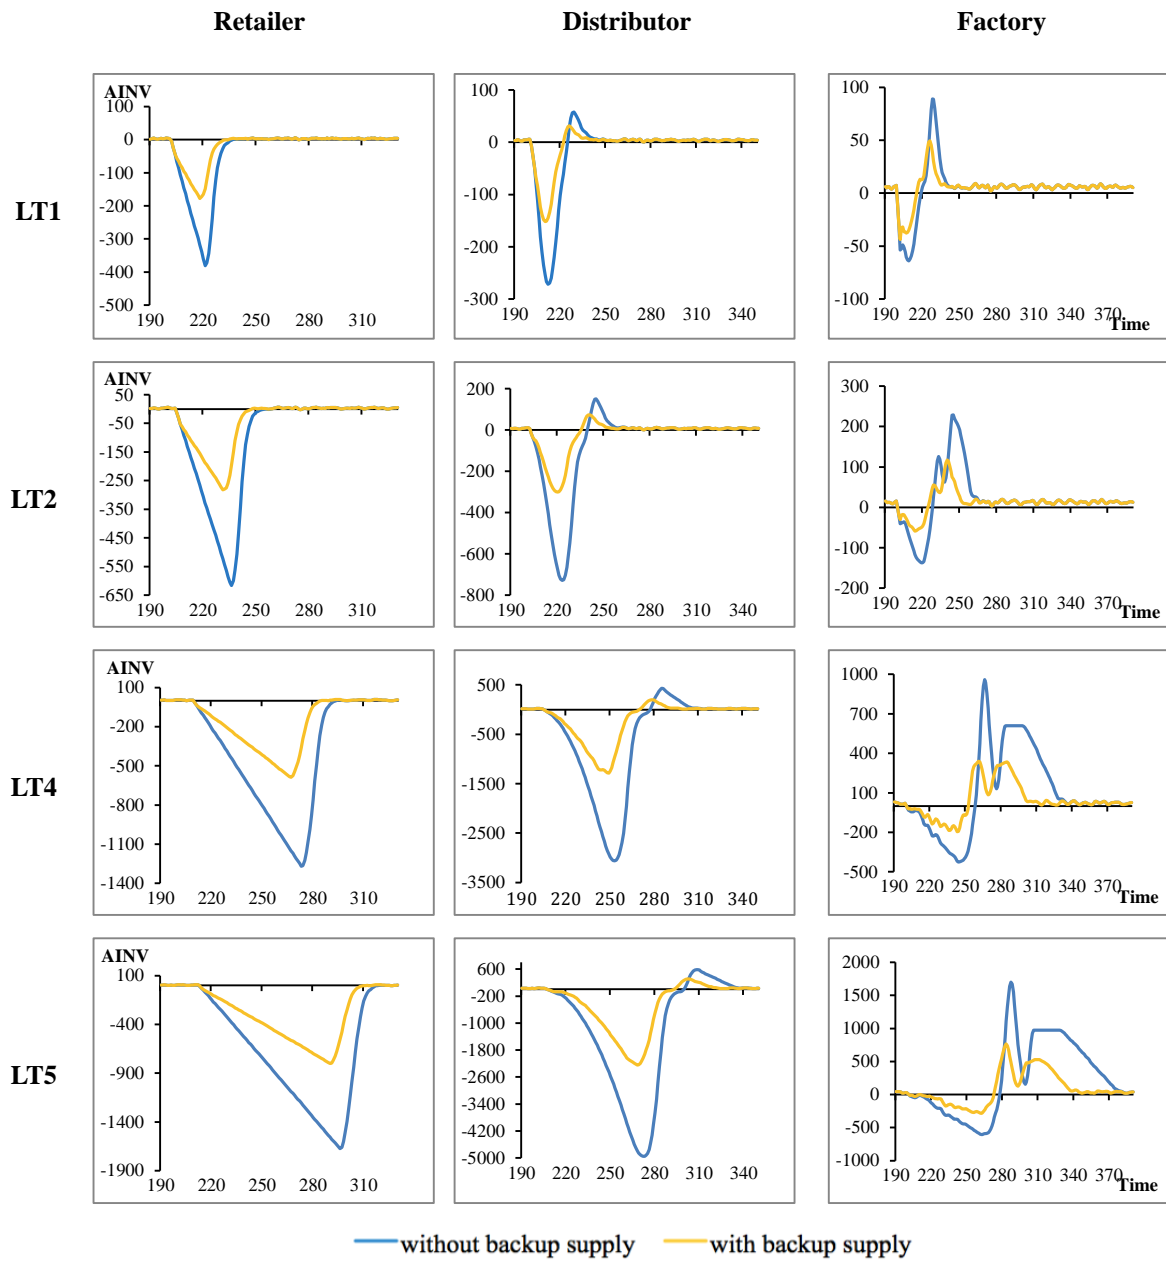 Retailer Distributor Factory
LT1
AINV
100
0
-100
-200
-300
-400
-500
190 220 250 280 310
100
0
-100
-200
-300
190 220 250 280 310 340
100
50
0
-50
-100
190 220 250 280 310 340 370
Time
LT2
AINV
50
-50
-150
-250
-350
-450
-550
-650
190 220 250 280 310
200
0
-200
-400
-600
-800
190 220 250 280 310 340
300
200
100
0
-100
-200
190 220 250 280 310 340 370
Time
LT4
AINV
100
-200
-500
-800
-1100
-1400
190 220 250 280 310
500
-500
-1500
-2500
-3500
190 220 250 280 310 340
1000
700
400
100
-200
-500
190 220 250 280 310 340 370
Time
LT5
AINV
100
-400
-900
-1400
-1900
190 220 250 280 310
600
-200
-1000
-1800
-2600
-3400
-4200
-5000
190 220 250 280 310 340
2000
1500
1000
500
0
-500
-1000
190 220 250 280 310 340 370
Time
without backup supply with backup supply